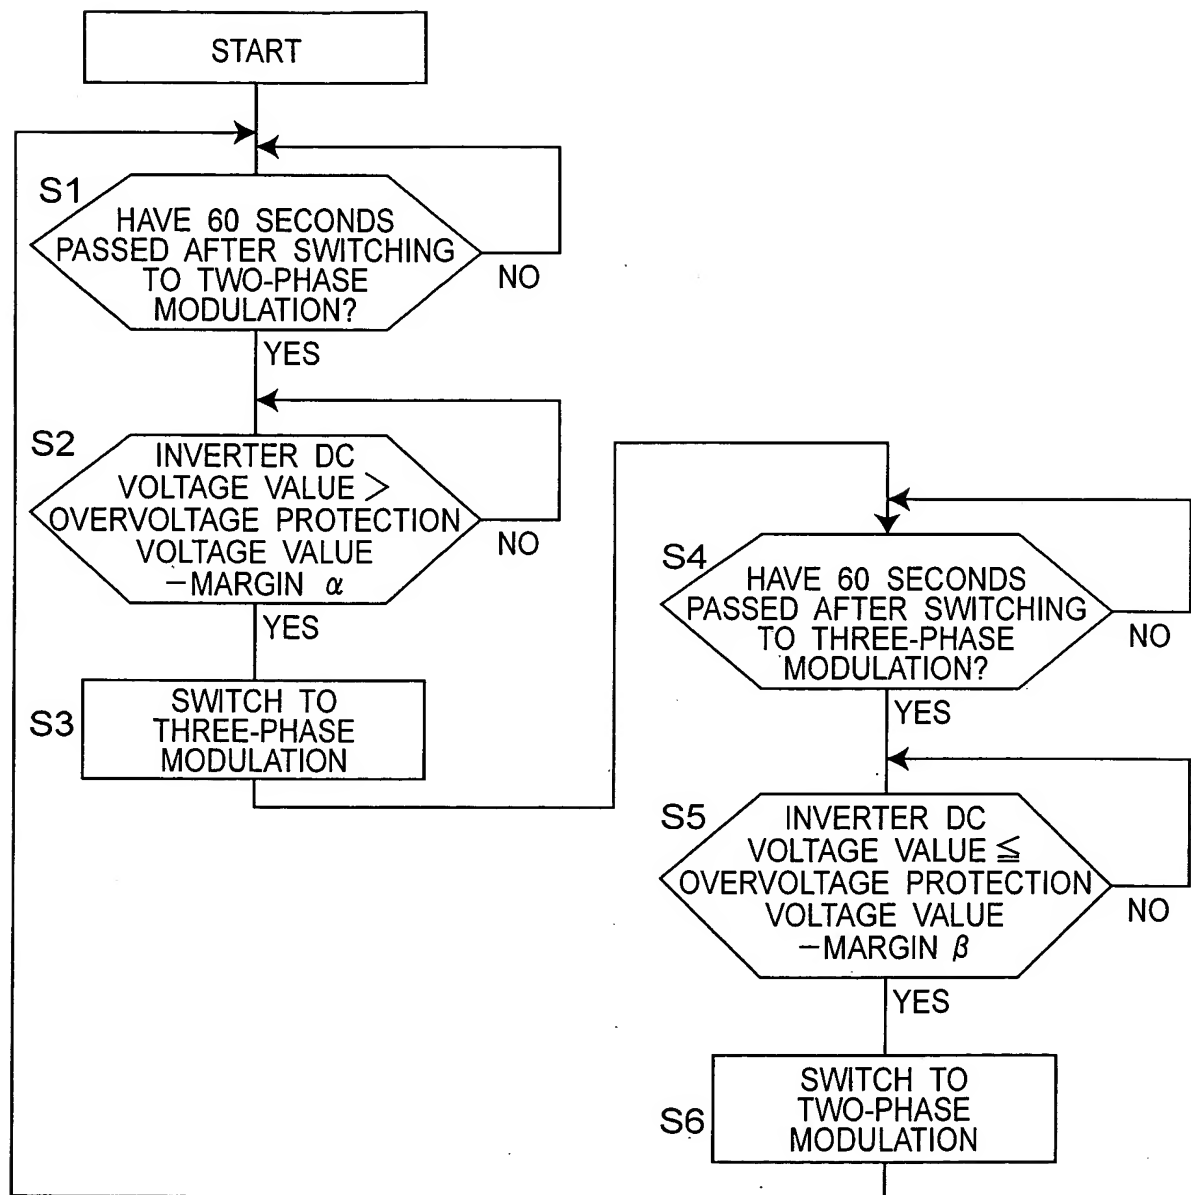 START
S1
HAVE 60 SECONDS
PASSED AFTER SWITCHING
TO TWO-PHASE
MODULATION?
NO
YES
S2
INVERTER DC
VOLTAGE VALUE >
OVERVOLTAGE PROTECTION
VOLTAGE VALUE
−MARGIN α
NO
YES
S3
SWITCH TO
THREE-PHASE
MODULATION
S4
HAVE 60 SECONDS
PASSED AFTER SWITCHING
TO THREE-PHASE
MODULATION?
NO
YES
S5
INVERTER DC
VOLTAGE VALUE ≦
OVERVOLTAGE PROTECTION
VOLTAGE VALUE
−MARGIN β
NO
YES
S6
SWITCH TO
TWO-PHASE
MODULATION